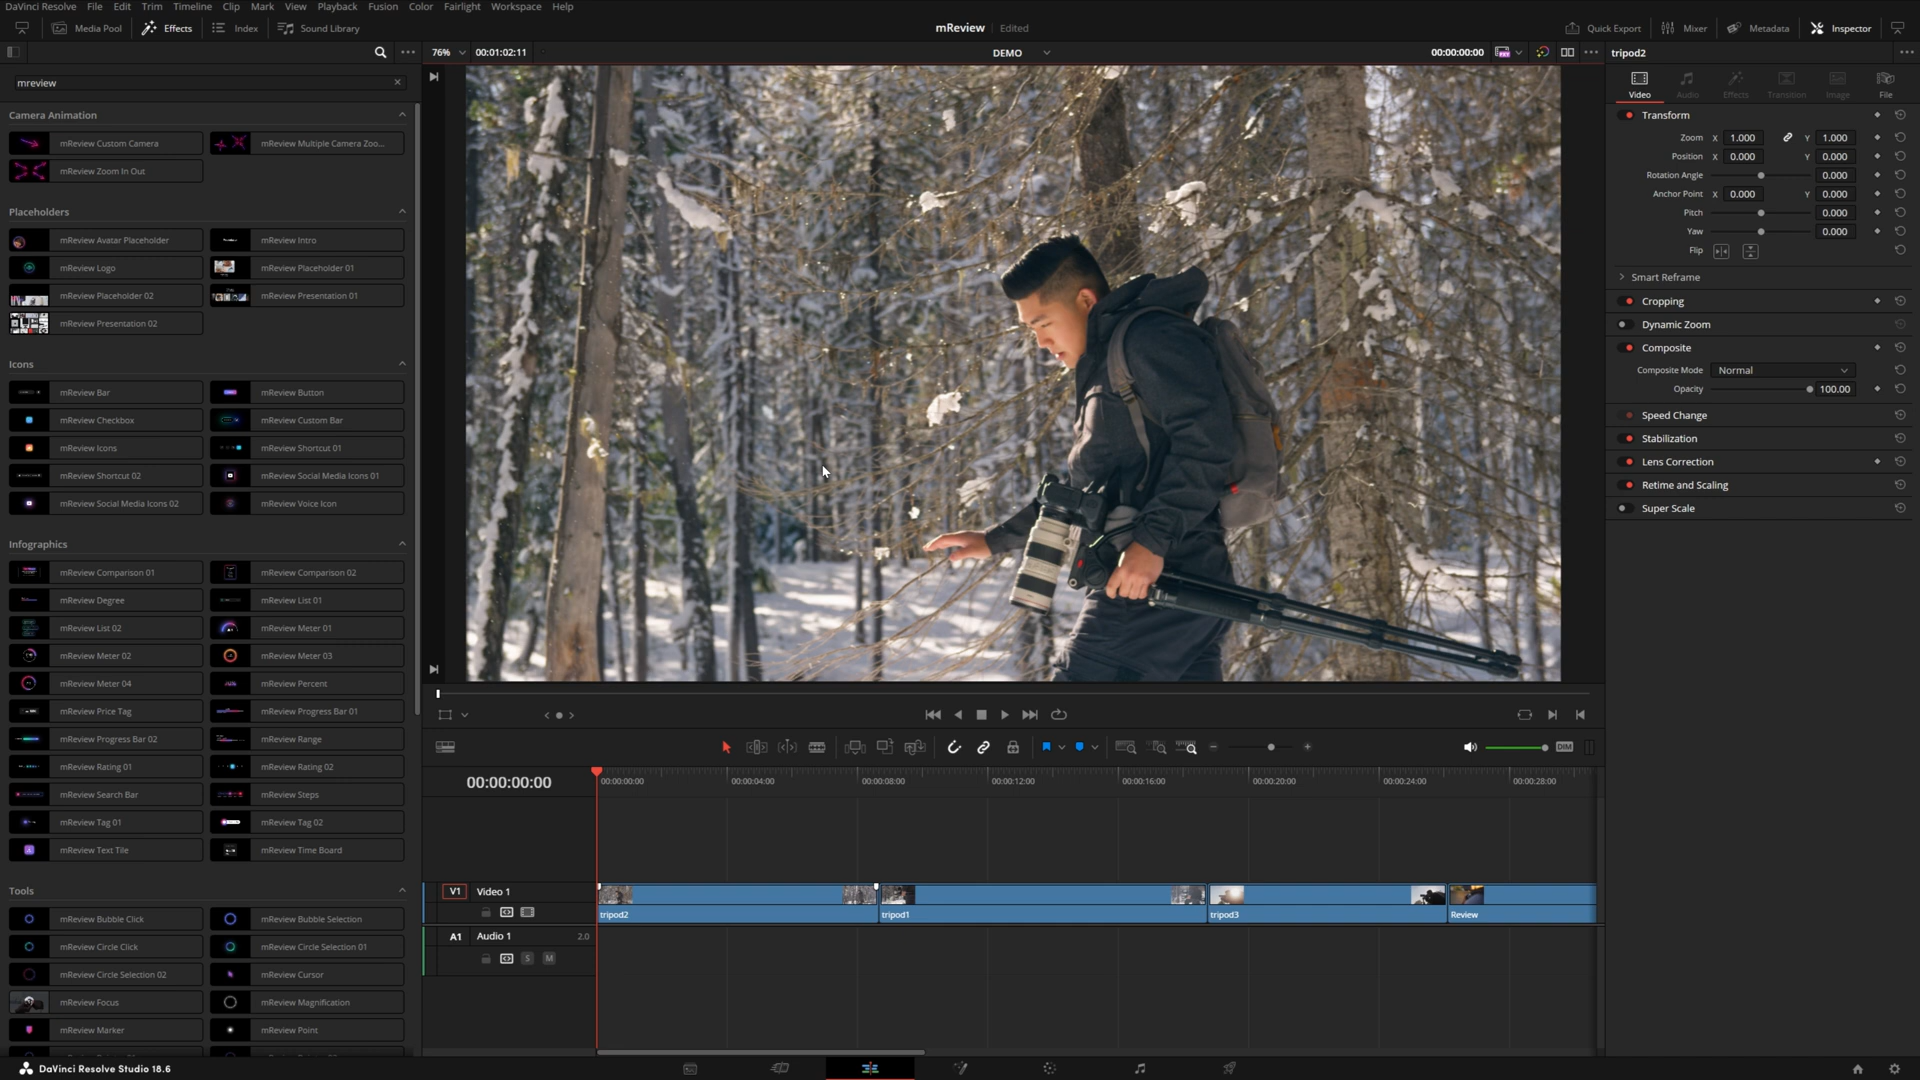 DaVinci Resolve File Edit Trim Timeline Clip Mark View Playback Fusion Color Fairlight Workspace Help
Media Pool Effects Index Sound Library mReview Edited Quick Export Mixer Metadata Inspector
76% 00:01:02:11 DEMO 00:00:00:00 tripod2
mreview
Video Audio Effects Transition Image File
Camera Animation
mReview Custom Camera mReview Multiple Camera Zoo...
mReview Zoom In Out
Placeholders
mReview Avatar Placeholder mReview Intro
mReview Logo mReview Placeholder 01
mReview Placeholder 02 mReview Presentation 01
mReview Presentation 02
Icons
mReview Bar mReview Button
mReview Checkbox mReview Custom Bar
mReview Icons mReview Shortcut 01
mReview Shortcut 02 mReview Social Media Icons 01
mReview Social Media Icons 02 mReview Voice Icon
Infographics
mReview Comparison 01 mReview Comparison 02
mReview Degree mReview List 01
mReview List 02 mReview Meter 01
mReview Meter 02 mReview Meter 03
mReview Meter 04 mReview Percent
mReview Price Tag mReview Progress Bar 01
mReview Progress Bar 02 mReview Range
mReview Rating 01 mReview Rating 02
mReview Search Bar mReview Steps
mReview Tag 01 mReview Tag 02
mReview Text Tile mReview Time Board
Tools
mReview Bubble Click mReview Bubble Selection
mReview Circle Click mReview Circle Selection 01
mReview Circle Selection 02 mReview Cursor
mReview Focus mReview Magnification
mReview Marker mReview Point
Transform
Zoom X 1.000 Y 1.000
Position X 0.000 Y 0.000
Rotation Angle 0.000
Anchor Point X 0.000 Y 0.000
Pitch 0.000
Yaw 0.000
Flip
Smart Reframe
Cropping
Dynamic Zoom
Composite
Composite Mode Normal
Opacity 100.00
Speed Change
Stabilization
Lens Correction
Retime and Scaling
Super Scale
DIM
00:00:00:00 00:00:00:00 00:00:04:00 00:00:08:00 00:00:12:00 00:00:16:00 00:00:20:00 00:00:24:00 00:00:28:00
V1 Video 1
tripod2 tripod1 tripod3 Review
A1 Audio 1 2.0
S M
DaVinci Resolve Studio 18.6